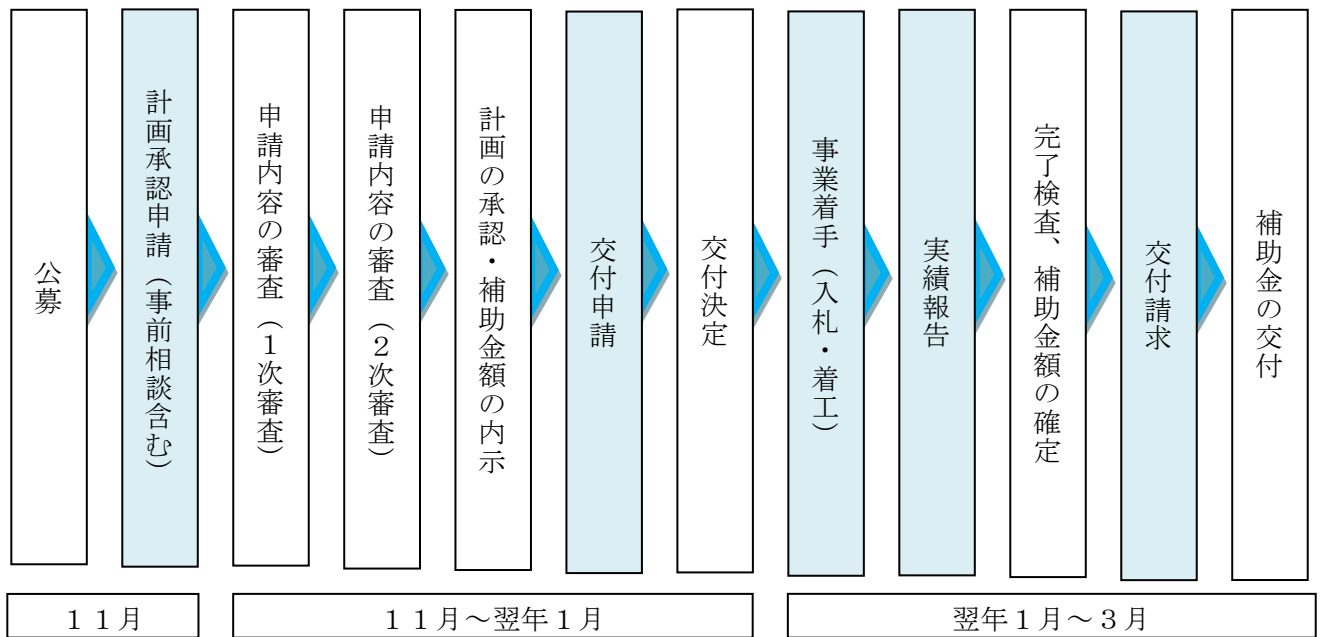 公募
計画承認申請（事前相談含む）
申請内容の審査（１次審査）
申請内容の審査（２次審査）
計画の承認・補助金額の内示
交付申請
交付決定
事業着手（入札・着工）
実績報告
完了検査、補助金額の確定
交付請求
補助金の交付
１１月
１１月～翌年１月
翌年１月～３月